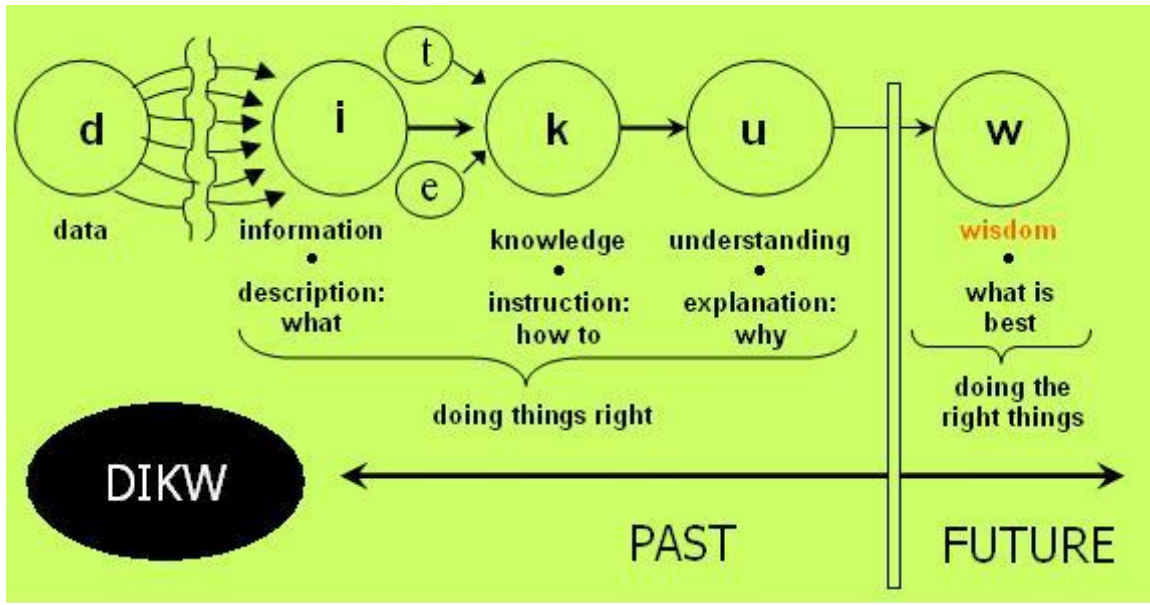 t
d
i
k
u
w
e
data
information
knowledge
understanding
wisdom
description:
what
instruction:
how to
explanation:
why
what is
best
doing things right
doing the
right things
DIKW
PAST
FUTURE